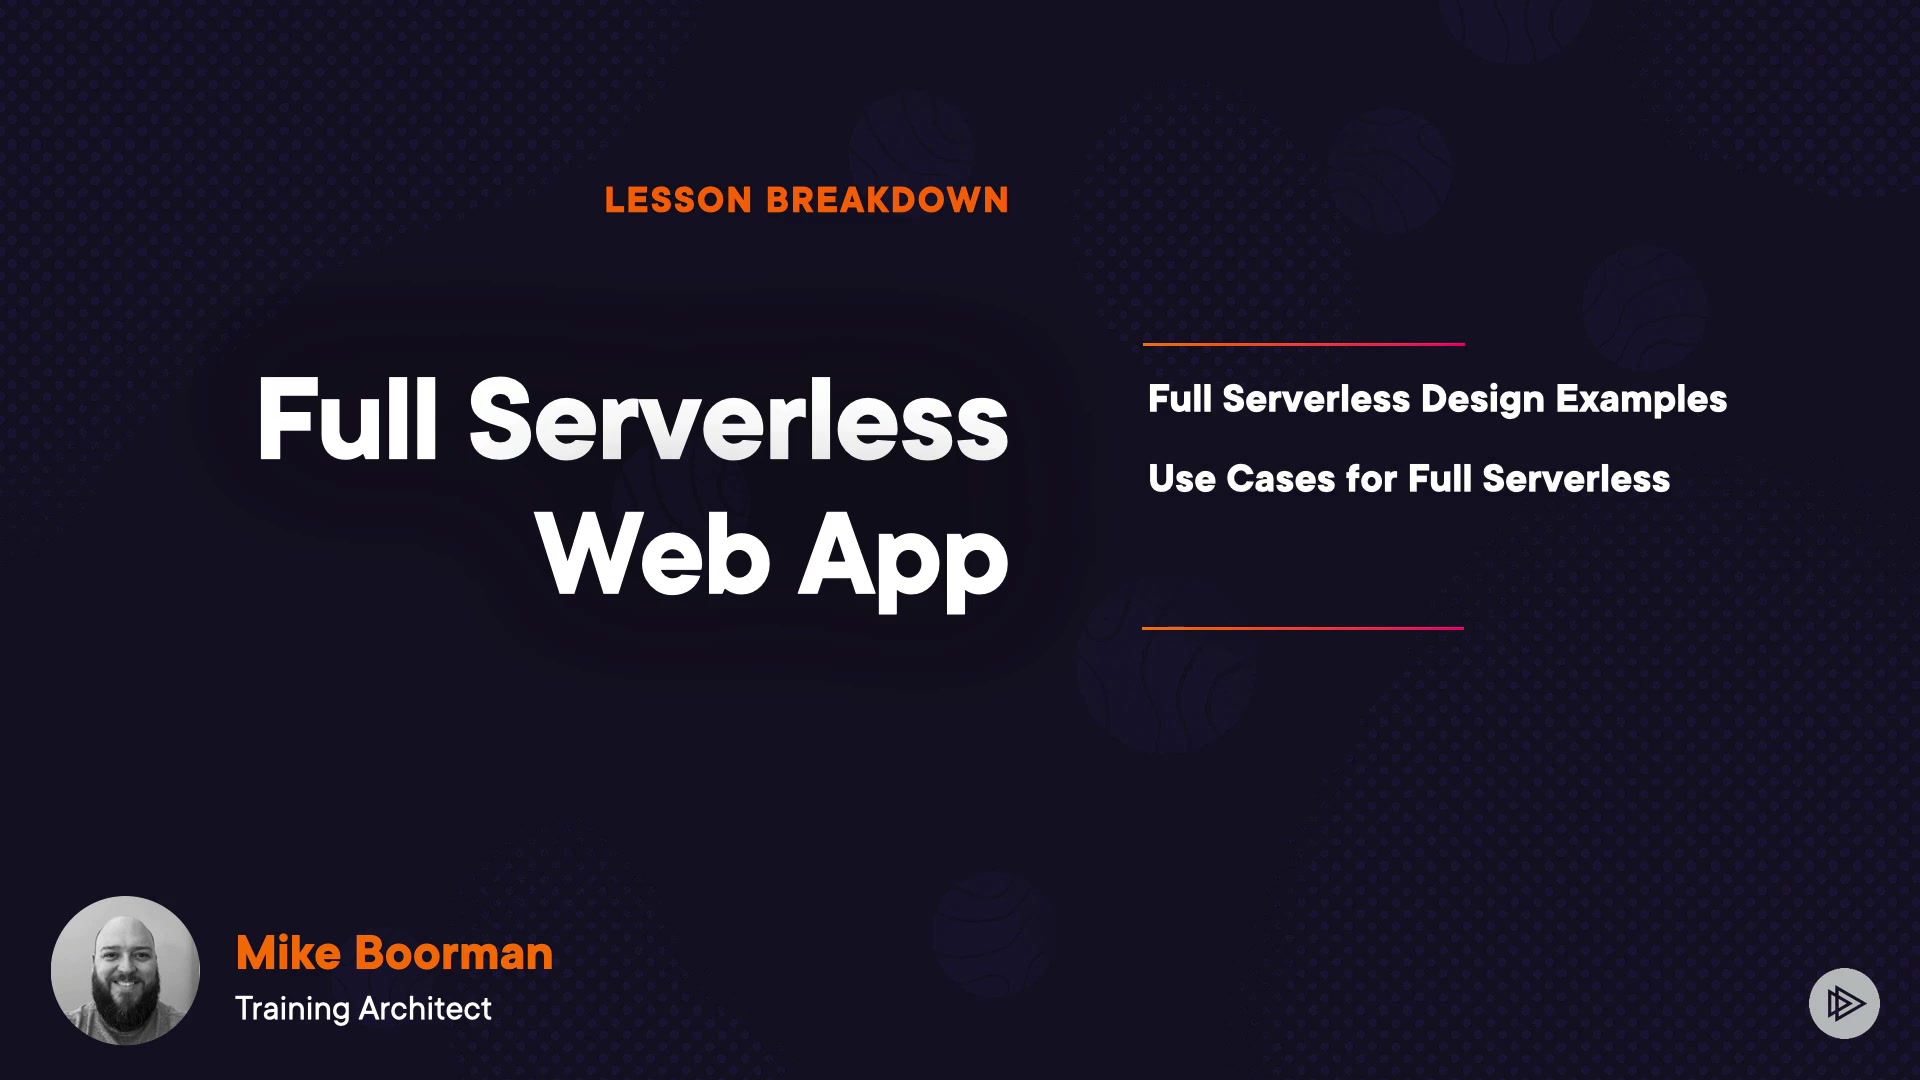 LESSON BREAKDOWN
Full Serverless
Web App
Full Serverless Design Examples
Use Cases for Full Serverless
Mike Boorman
Training Architect